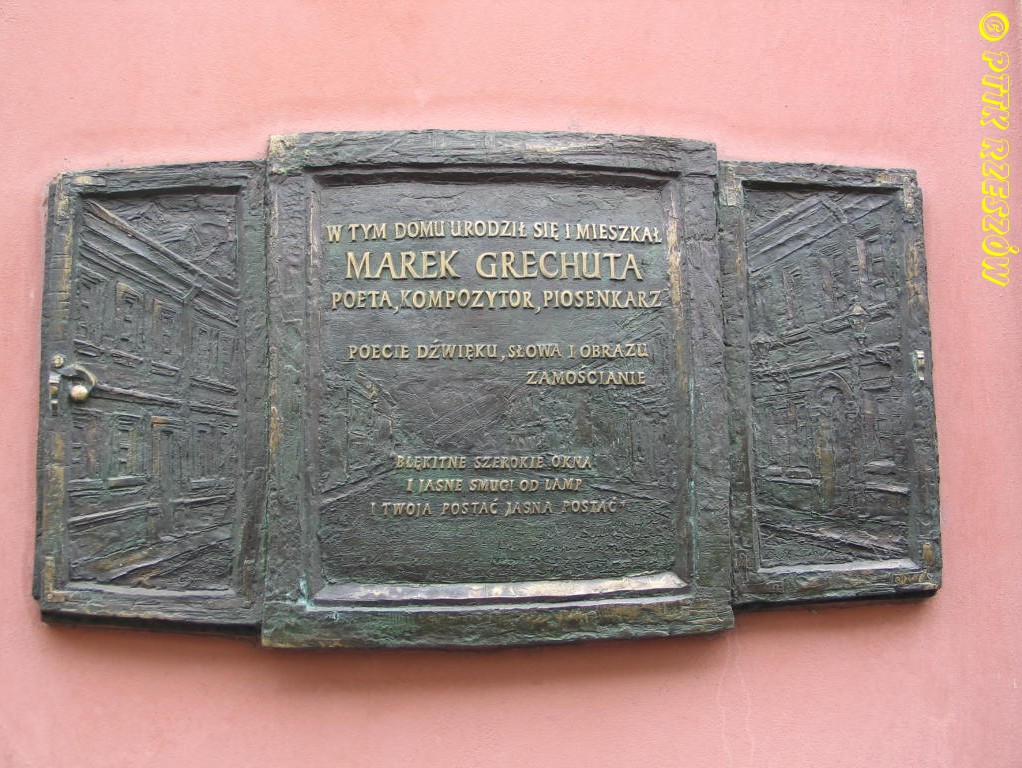 W TYM DOMU URODZIŁ SIĘ I MIESZKAŁ
MAREK GRECHUTA
POETA, KOMPOZYTOR, PIOSENKARZ
POECIE DŹWIĘKU, SŁOWA I OBRAZU
ZAMOŚCIANIE
BŁĘKITNE SZEROKIE OKNA
I JASNE SMUGI OD LAMP
I TWOJA POSTAĆ JASNA POSTAĆ
© PTTK RZESZÓW